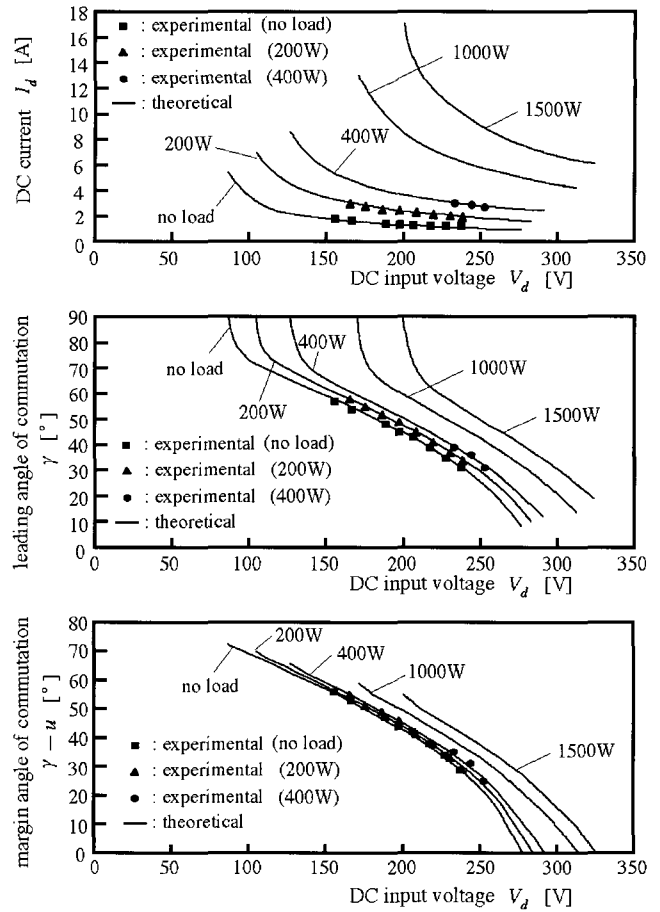 18
16
14
12
10
8
6
4
2
0
DC current I_d [A]
■ : experimental (no load)
▲ : experimental (200W)
● : experimental (400W)
— : theoretical
1000W
1500W
200W
400W
no load
0 50 100 150 200 250 300 350
DC input voltage V_d [V]
90
80
70
60
50
40
30
20
10
0
leading angle of commutation
γ [°]
no load
400W
200W
1000W
1500W
■ : experimental (no load)
▲ : experimental (200W)
● : experimental (400W)
— : theoretical
0 50 100 150 200 250 300 350
DC input voltage V_d [V]
80
70
60
50
40
30
20
10
0
margin angle of commutation
γ − u [°]
200W
400W
no load
1000W
1500W
■ : experimental (no load)
▲ : experimental (200W)
● : experimental (400W)
— : theoretical
0 50 100 150 200 250 300 350
DC input voltage V_d [V]